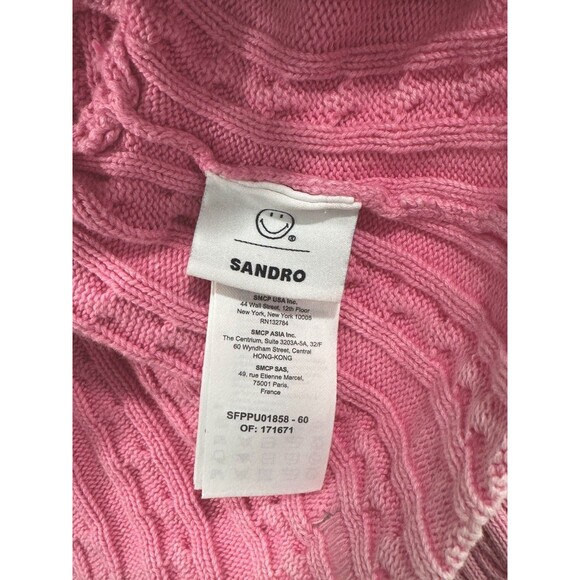 SANDRO
SMCP USA Inc.
44 Wall Street, 12th Floor
New York, New York 10005
RN132784
SMCP ASIA Inc.
The Centrium, Suite 3203A-5A, 32/F
60 Wyndham Street, Central
HONG-KONG
SMCP SAS,
49, rue Etienne Marcel,
75001 Paris,
France
SFPPU01858 - 60
OF: 171671